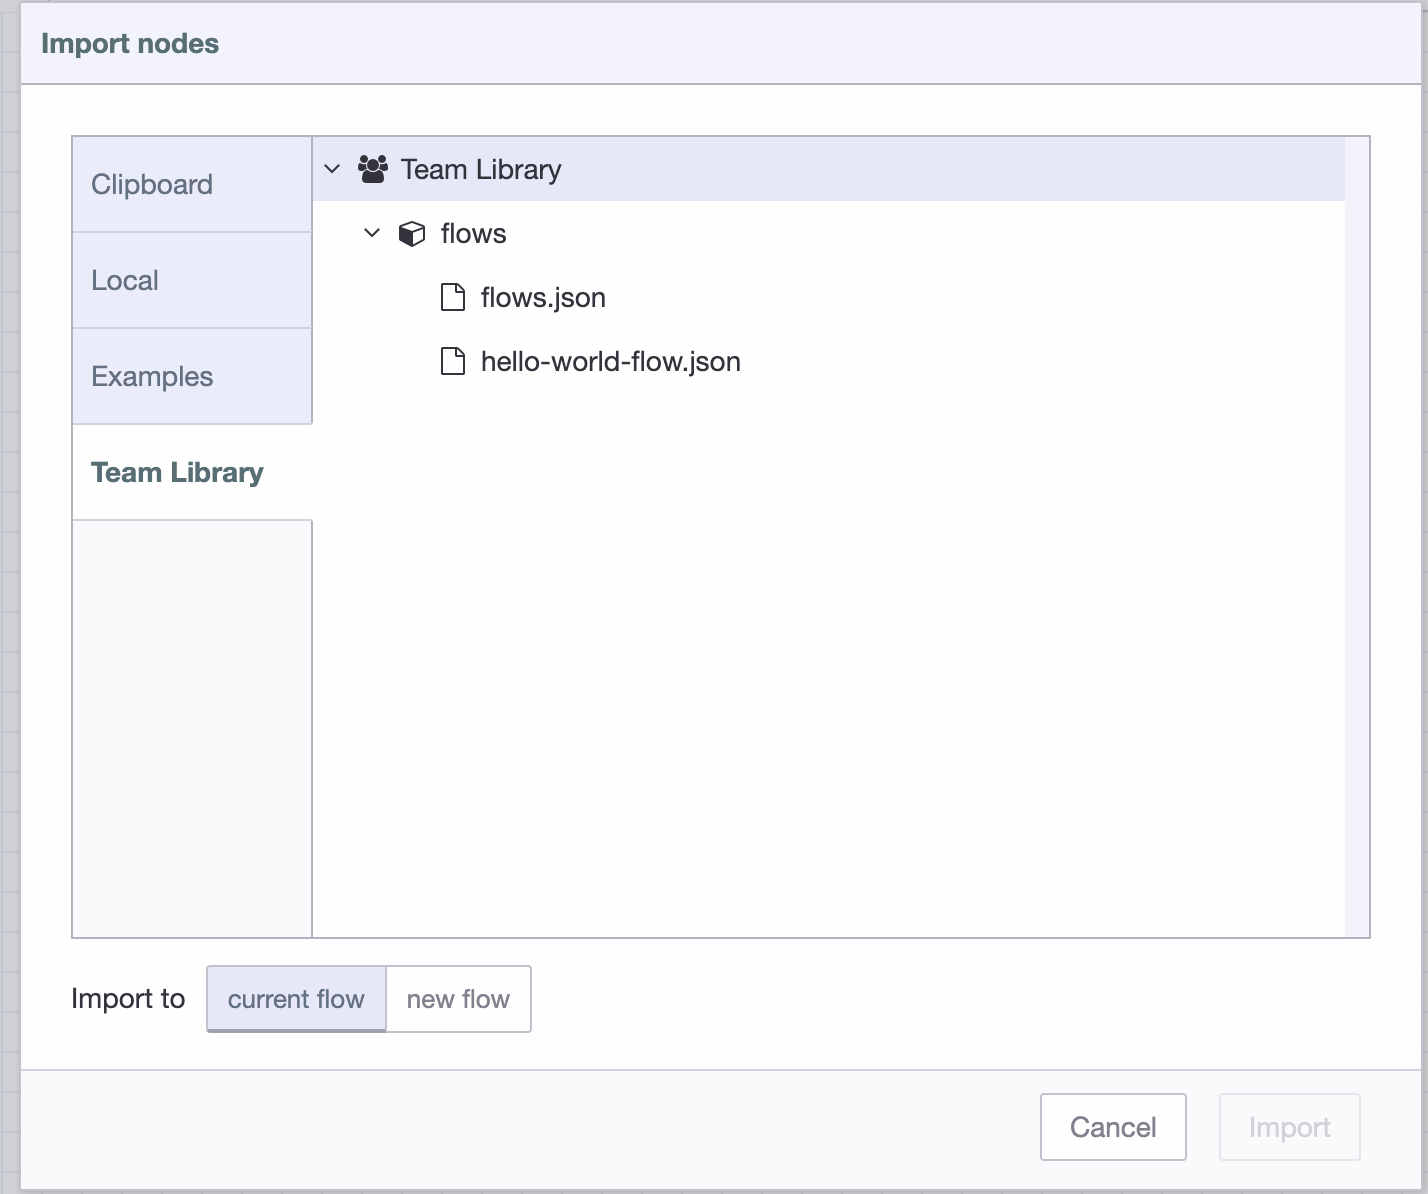 Import nodes
Clipboard
Local
Examples
Team Library
Team Library
flows
flows.json
hello-world-flow.json
Import to current flow new flow
Cancel Import